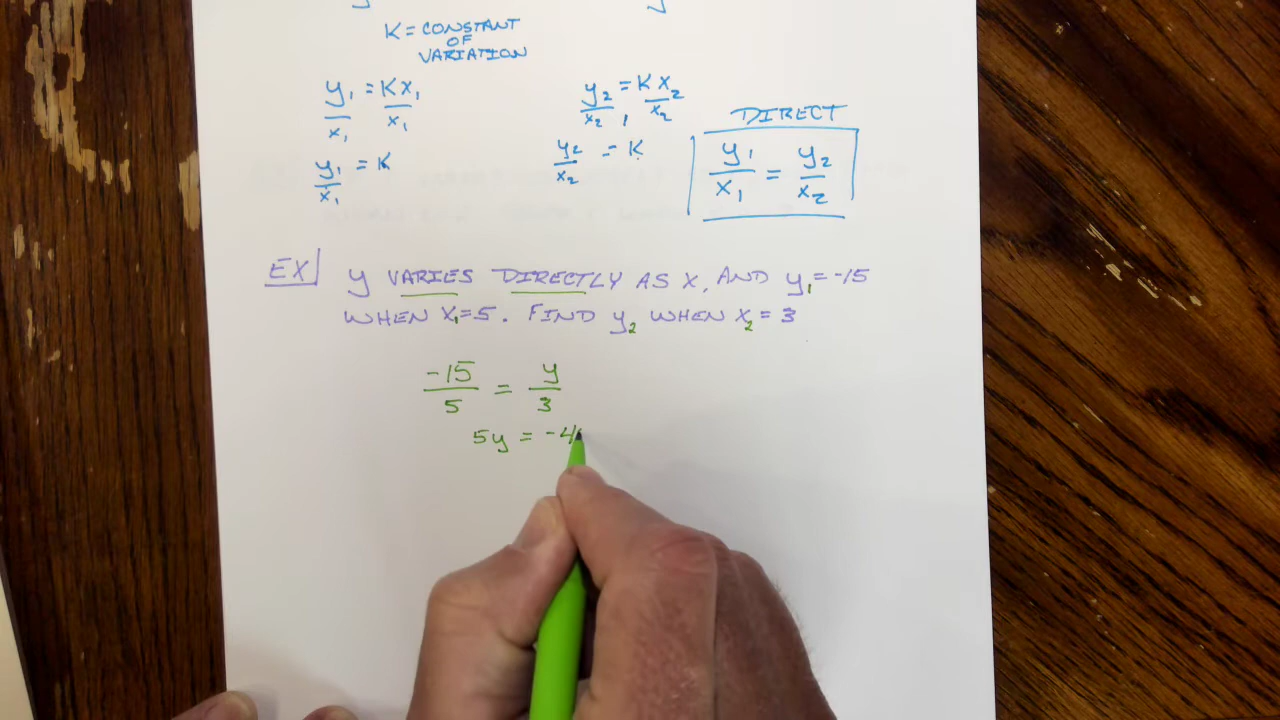 K = CONSTANT
OF
VARIATION
y₁/x₁ = Kx₁/x₁
y₂/x₂ = Kx₂/x₂
y₁/x₁ = K
y₂/x₂ = K
DIRECT
y₁/x₁ = y₂/x₂
EX y VARIES DIRECTLY AS X, AND y₁=-15
WHEN X₁=5. FIND y₂ WHEN X₂=3
-15/5 = y/3
5y = -4